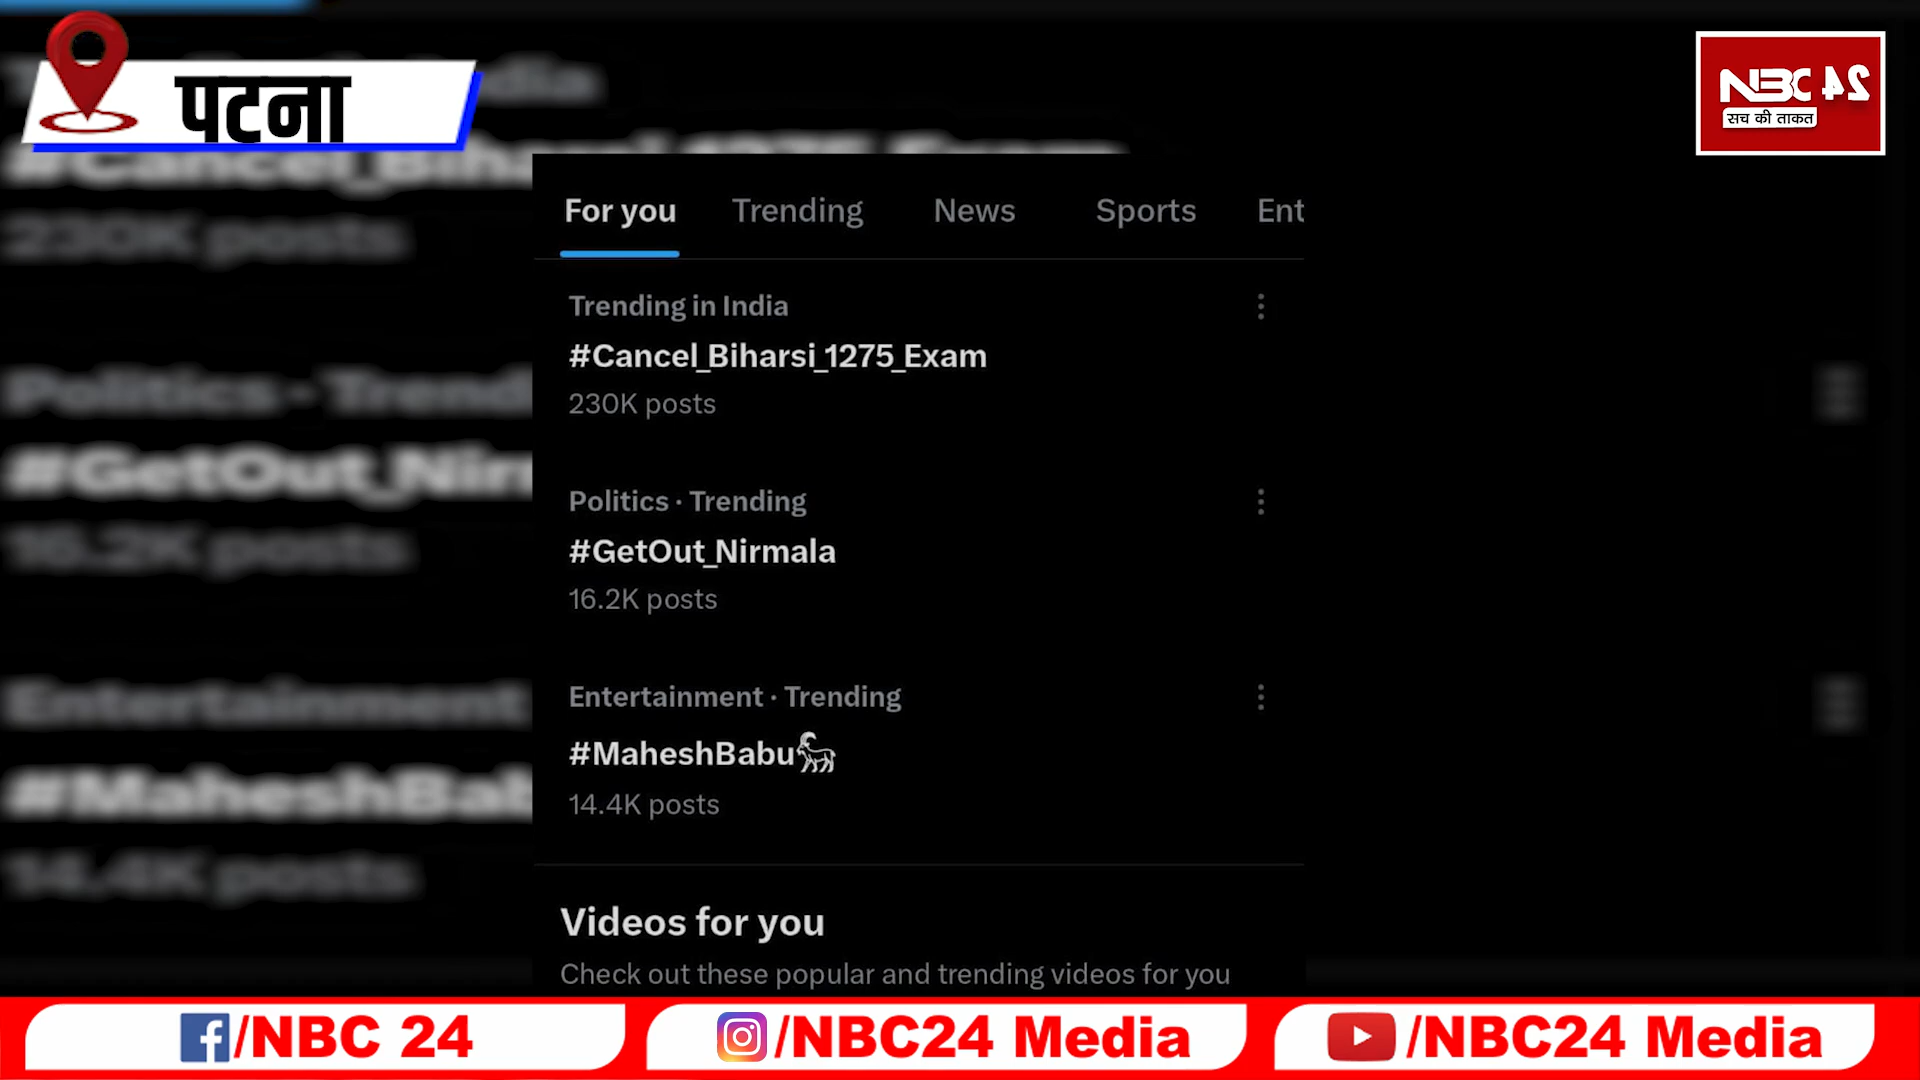 पटना
NBC 24
सच की ताकत
For you Trending News Sports Ent
Trending in India
#Cancel_Biharsi_1275_Exam
230K posts
Politics · Trending
#GetOut_Nirmala
16.2K posts
Entertainment · Trending
#MaheshBabu🐐
14.4K posts
Videos for you
Check out these popular and trending videos for you
/NBC 24
/NBC24 Media
/NBC24 Media